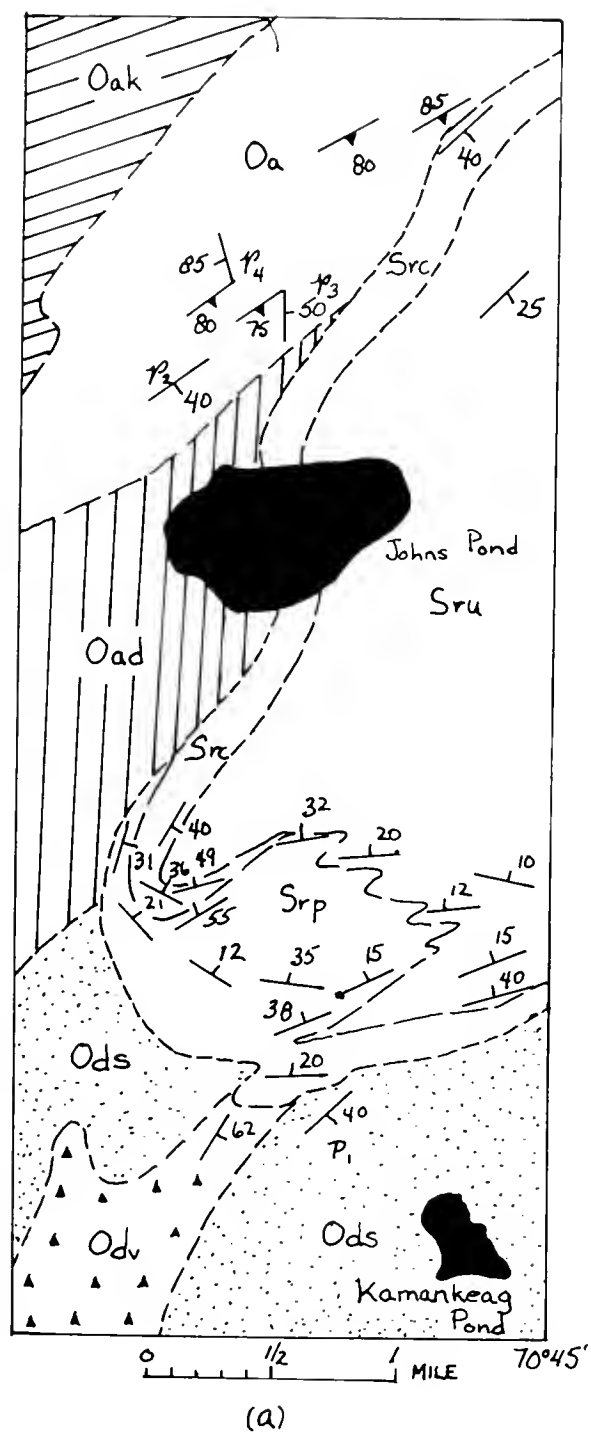 Oak
85
Oa
80
40
85 P4
Src
P3
80
75
50
25
P2
40
Johns Pond
Sru
Oad
Src
32
40
20
31
36
49
10
21
Srp
12
55
12
35
15
15
40
38
Ods
20
62
40
P1
Odv
Ods
Kamankeag
Pond
0 1/2 1 MILE
70°45'
(a)